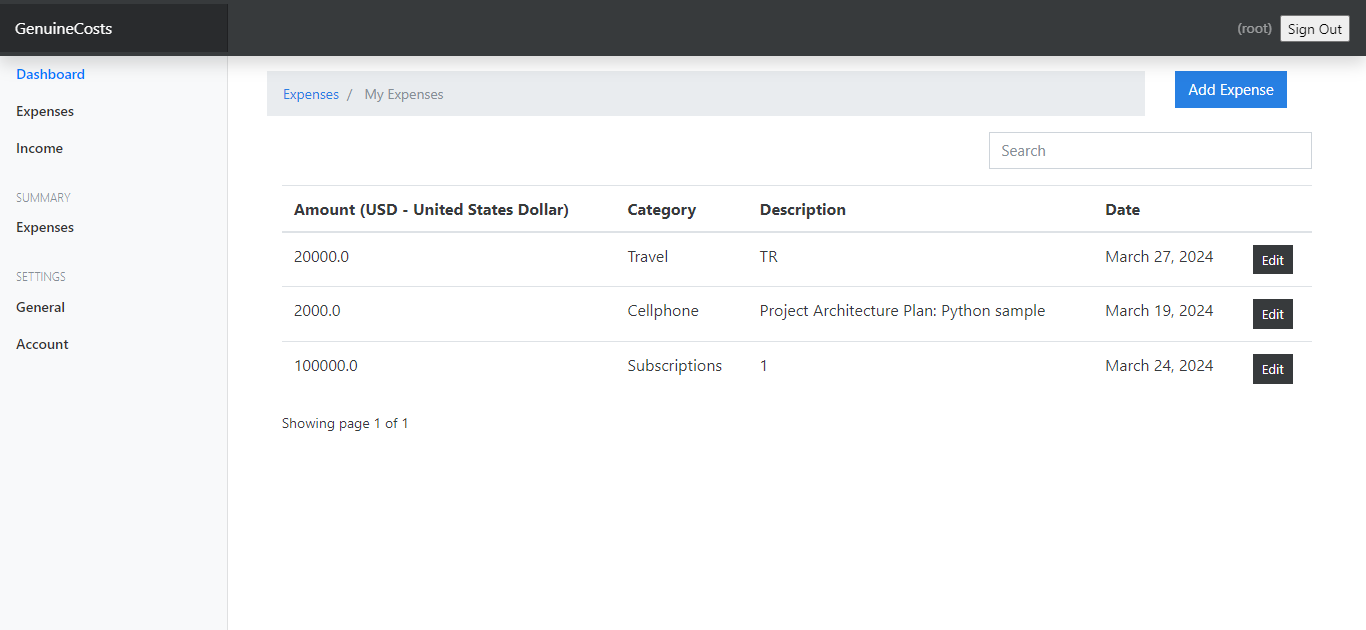 GenuineCosts
(root) Sign Out
Dashboard
Expenses
Income
SUMMARY
Expenses
SETTINGS
General
Account
Expenses / My Expenses
Add Expense
Search
Amount (USD - United States Dollar) Category Description Date
20000.0 Travel TR March 27, 2024 Edit
2000.0 Cellphone Project Architecture Plan: Python sample March 19, 2024 Edit
100000.0 Subscriptions 1 March 24, 2024 Edit
Showing page 1 of 1